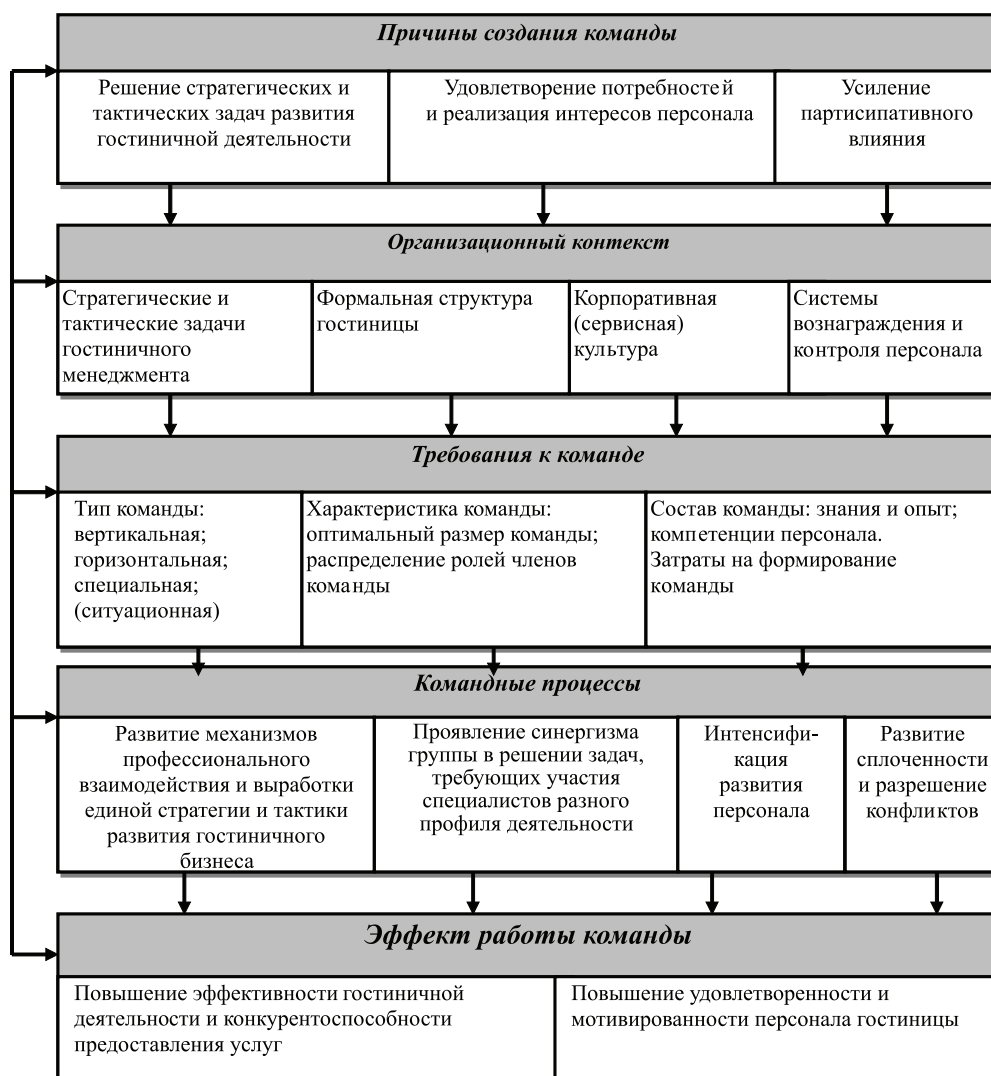 Причины создания команды
Решение стратегических и
тактических задач развития
гостиничной деятельности
Удовлетворение потребностей
и реализация интересов персонала
Усиление
партисипативного
влияния
Организационный контекст
Стратегические и
тактические задачи
гостиничного
менеджмента
Формальная структура
гостиницы
Корпоративная
(сервисная)
культура
Системы
вознаграждения и
контроля персонала
Требования к команде
Тип команды:
вертикальная;
горизонтальная;
специальная;
(ситуационная)
Характеристика команды:
оптимальный размер команды;
распределение ролей членов
команды
Состав команды: знания и опыт;
компетенции персонала.
Затраты на формирование
команды
Командные процессы
Развитие механизмов
профессионального
взаимодействия и выработки
единой стратегии и тактики
развития гостиничного
бизнеса
Проявление синергизма
группы в решении задач,
требующих участия
специалистов разного
профиля деятельности
Интенсифи-
кация
развития
персонала
Развитие
сплоченности
и разрешение
конфликтов
Эффект работы команды
Повышение эффективности гостиничной
деятельности и конкурентоспособности
предоставления услуг
Повышение удовлетворенности и
мотивированности персонала гостиницы